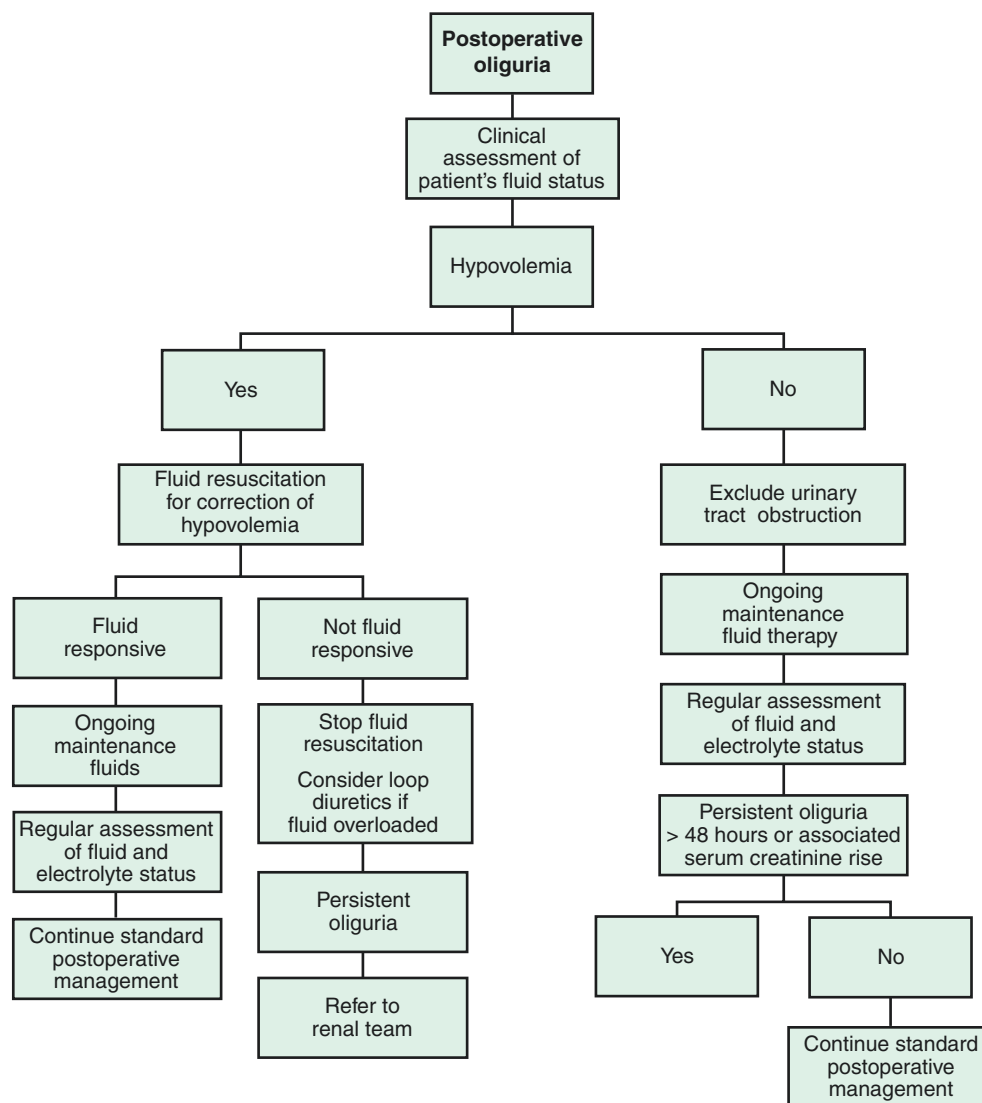 Postoperative
oliguria
Clinical
assessment of
patient's fluid status
Hypovolemia
Yes
No
Fluid resuscitation
for correction of
hypovolemia
Exclude urinary
tract obstruction
Fluid
responsive
Not fluid
responsive
Ongoing
maintenance
fluid therapy
Ongoing
maintenance
fluids
Stop fluid
resuscitation
Consider loop
diuretics if
fluid overloaded
Regular assessment
of fluid and
electrolyte status
Regular assessment
of fluid and
electrolyte status
Persistent oliguria
> 48 hours or associated
serum creatinine rise
Continue standard
postoperative
management
Persistent
oliguria
Yes
No
Refer to
renal team
Continue standard
postoperative
management